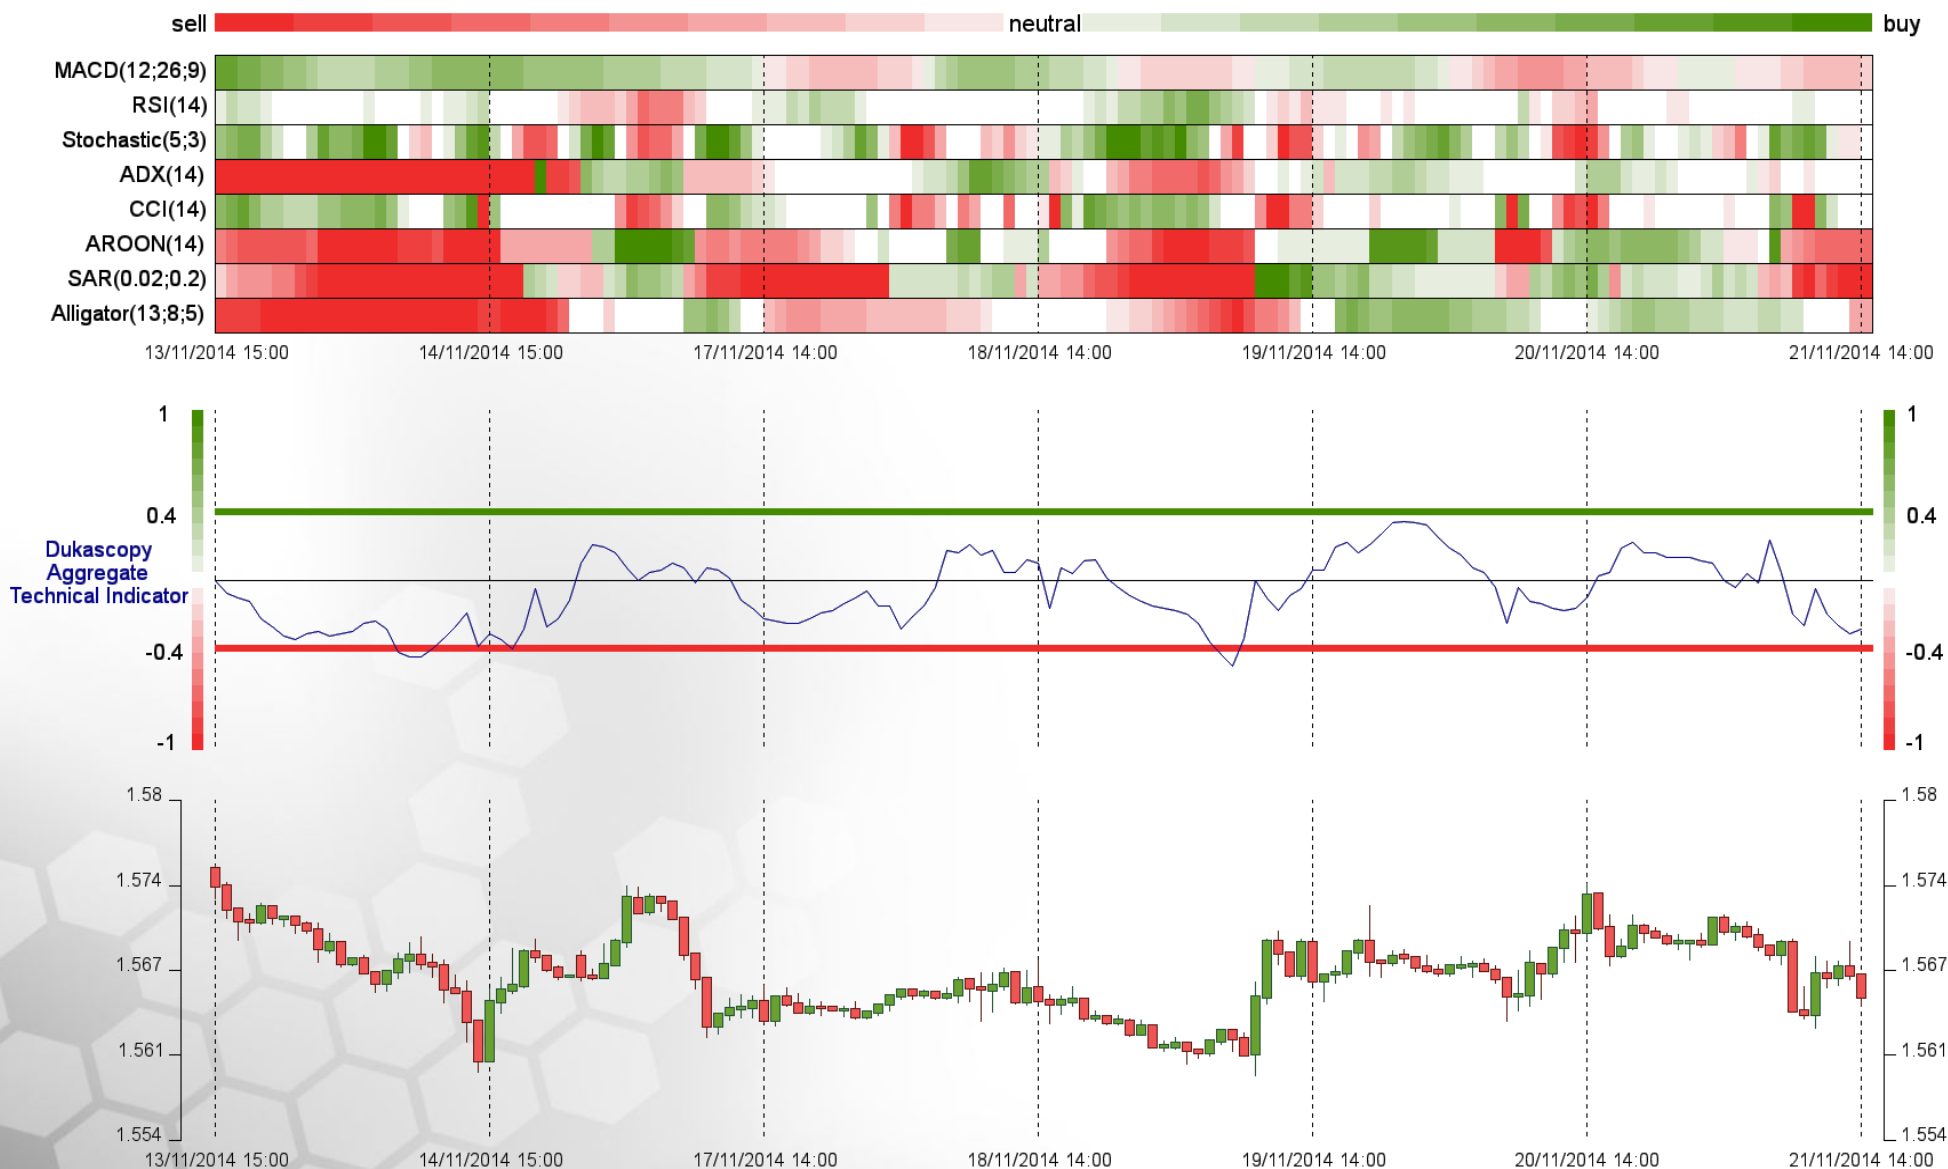 sell neutral buy
MACD(12;26;9)
RSI(14)
Stochastic(5;3)
ADX(14)
CCI(14)
AROON(14)
SAR(0.02;0.2)
Alligator(13;8;5)
13/11/2014 15:00 14/11/2014 15:00 17/11/2014 14:00 18/11/2014 14:00 19/11/2014 14:00 20/11/2014 14:00 21/11/2014 14:00
1 1
0.4 0.4
Dukascopy
Aggregate
Technical Indicator
-0.4 -0.4
-1 -1
1.58 1.58
1.574 1.574
1.567 1.567
1.561 1.561
1.554 1.554
13/11/2014 15:00 14/11/2014 15:00 17/11/2014 14:00 18/11/2014 14:00 19/11/2014 14:00 20/11/2014 14:00 21/11/2014 14:00